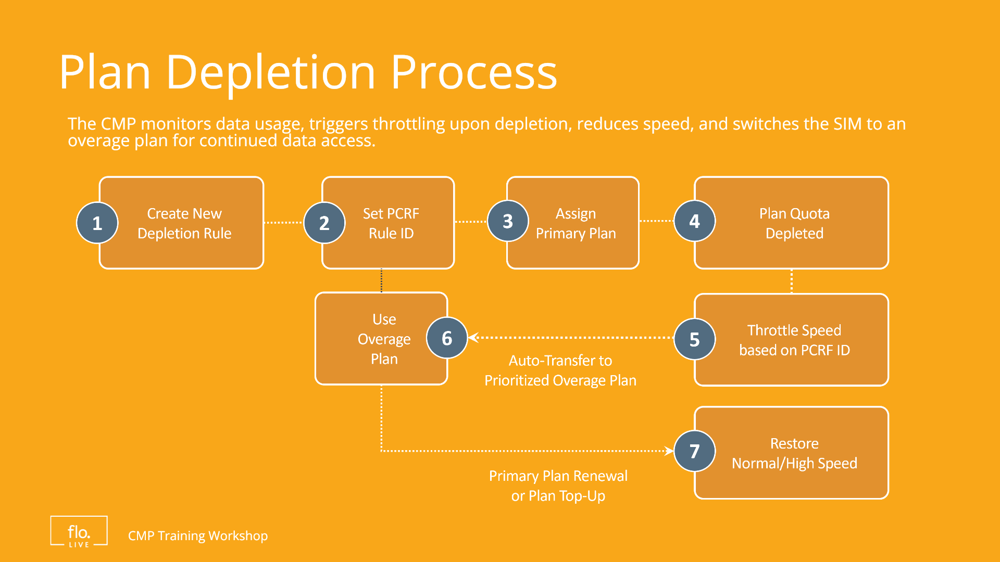 Plan Depletion Process
The CMP monitors data usage, triggers throttling upon depletion, reduces speed, and switches the SIM to an
overage plan for continued data access.
1
Create New
Depletion Rule
2
Set PCRF
Rule ID
3
Assign
Primary Plan
4
Plan Quota
Depleted
5
Throttle Speed
based on PCRF ID
Auto-Transfer to
Prioritized Overage Plan
6
Use
Overage
Plan
Primary Plan Renewal
or Plan Top-Up
7
Restore
Normal/High Speed
flo.
LIVE
CMP Training Workshop